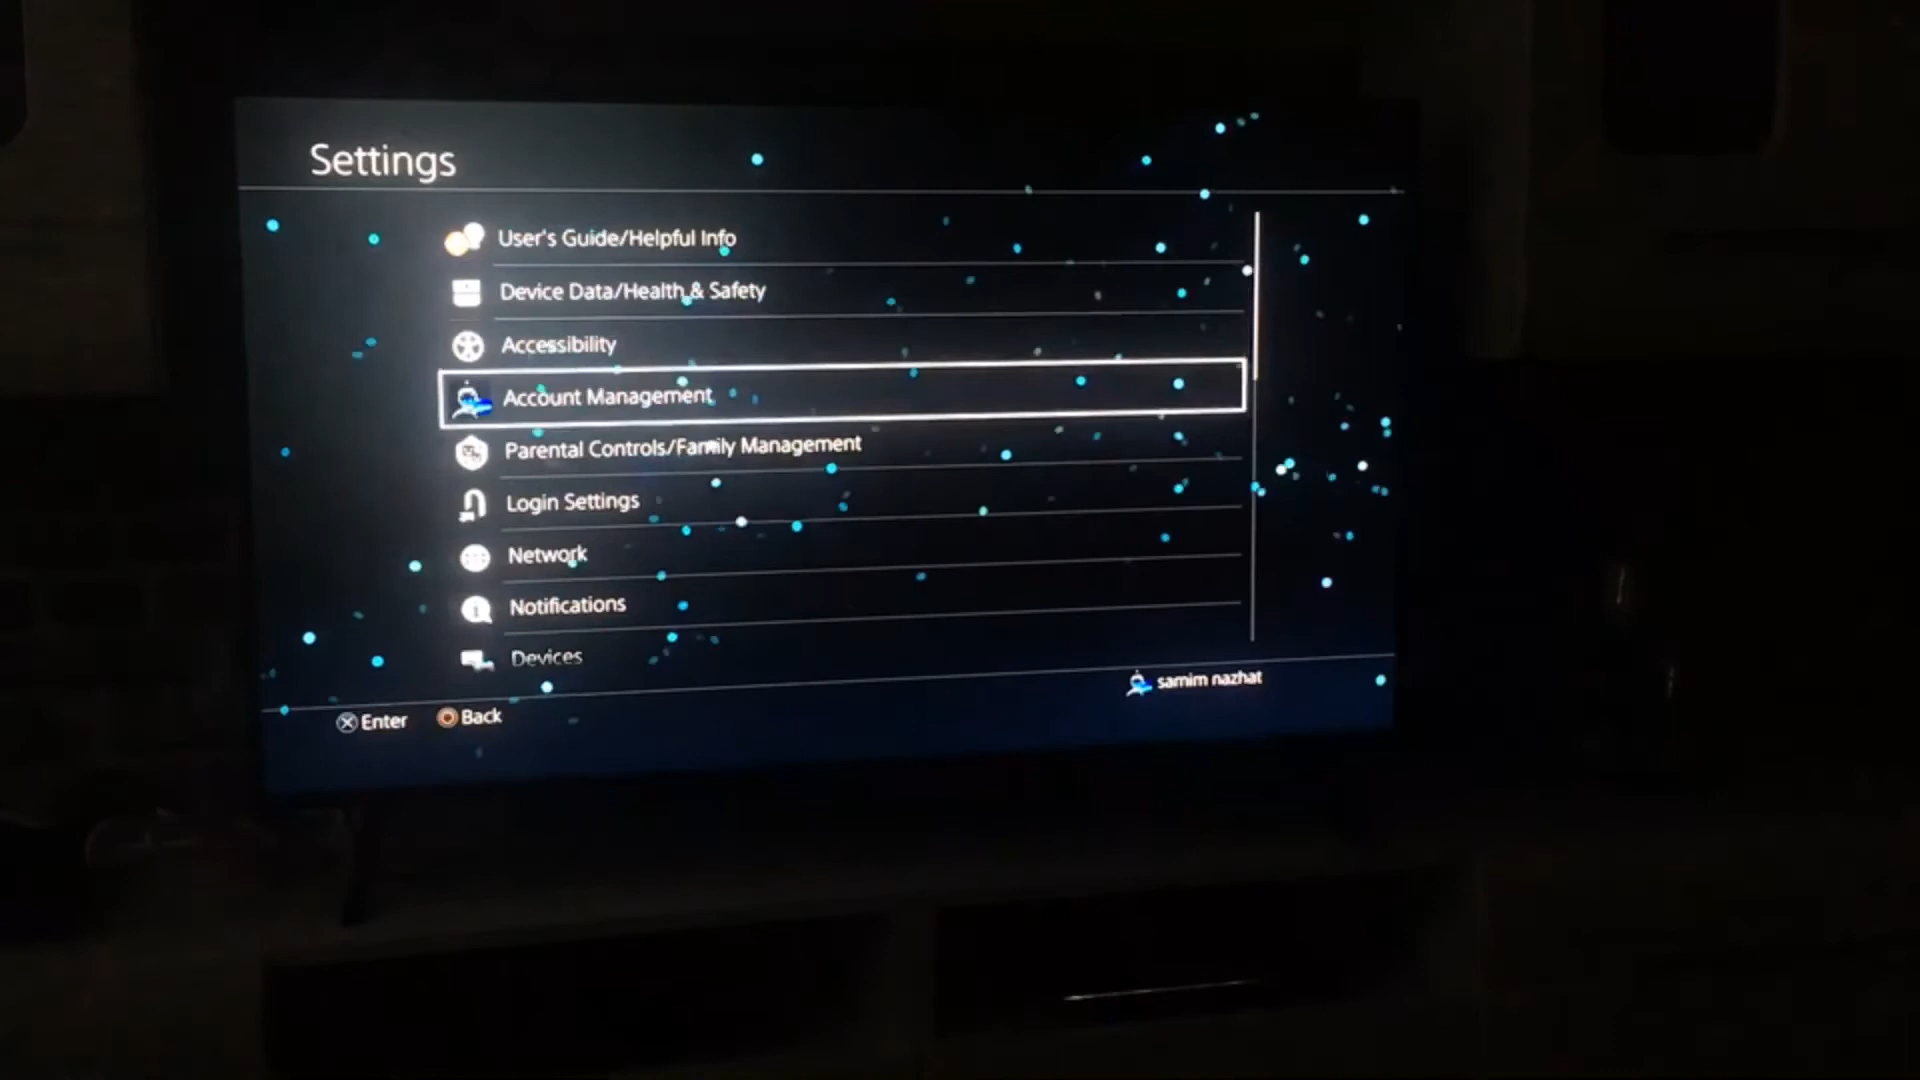 Settings
User's Guide/Helpful Info
Device Data/Health & Safety
Accessibility
Account Management
Parental Controls/Family Management
Login Settings
Network
Notifications
Devices
samim nazhat
Enter
Back